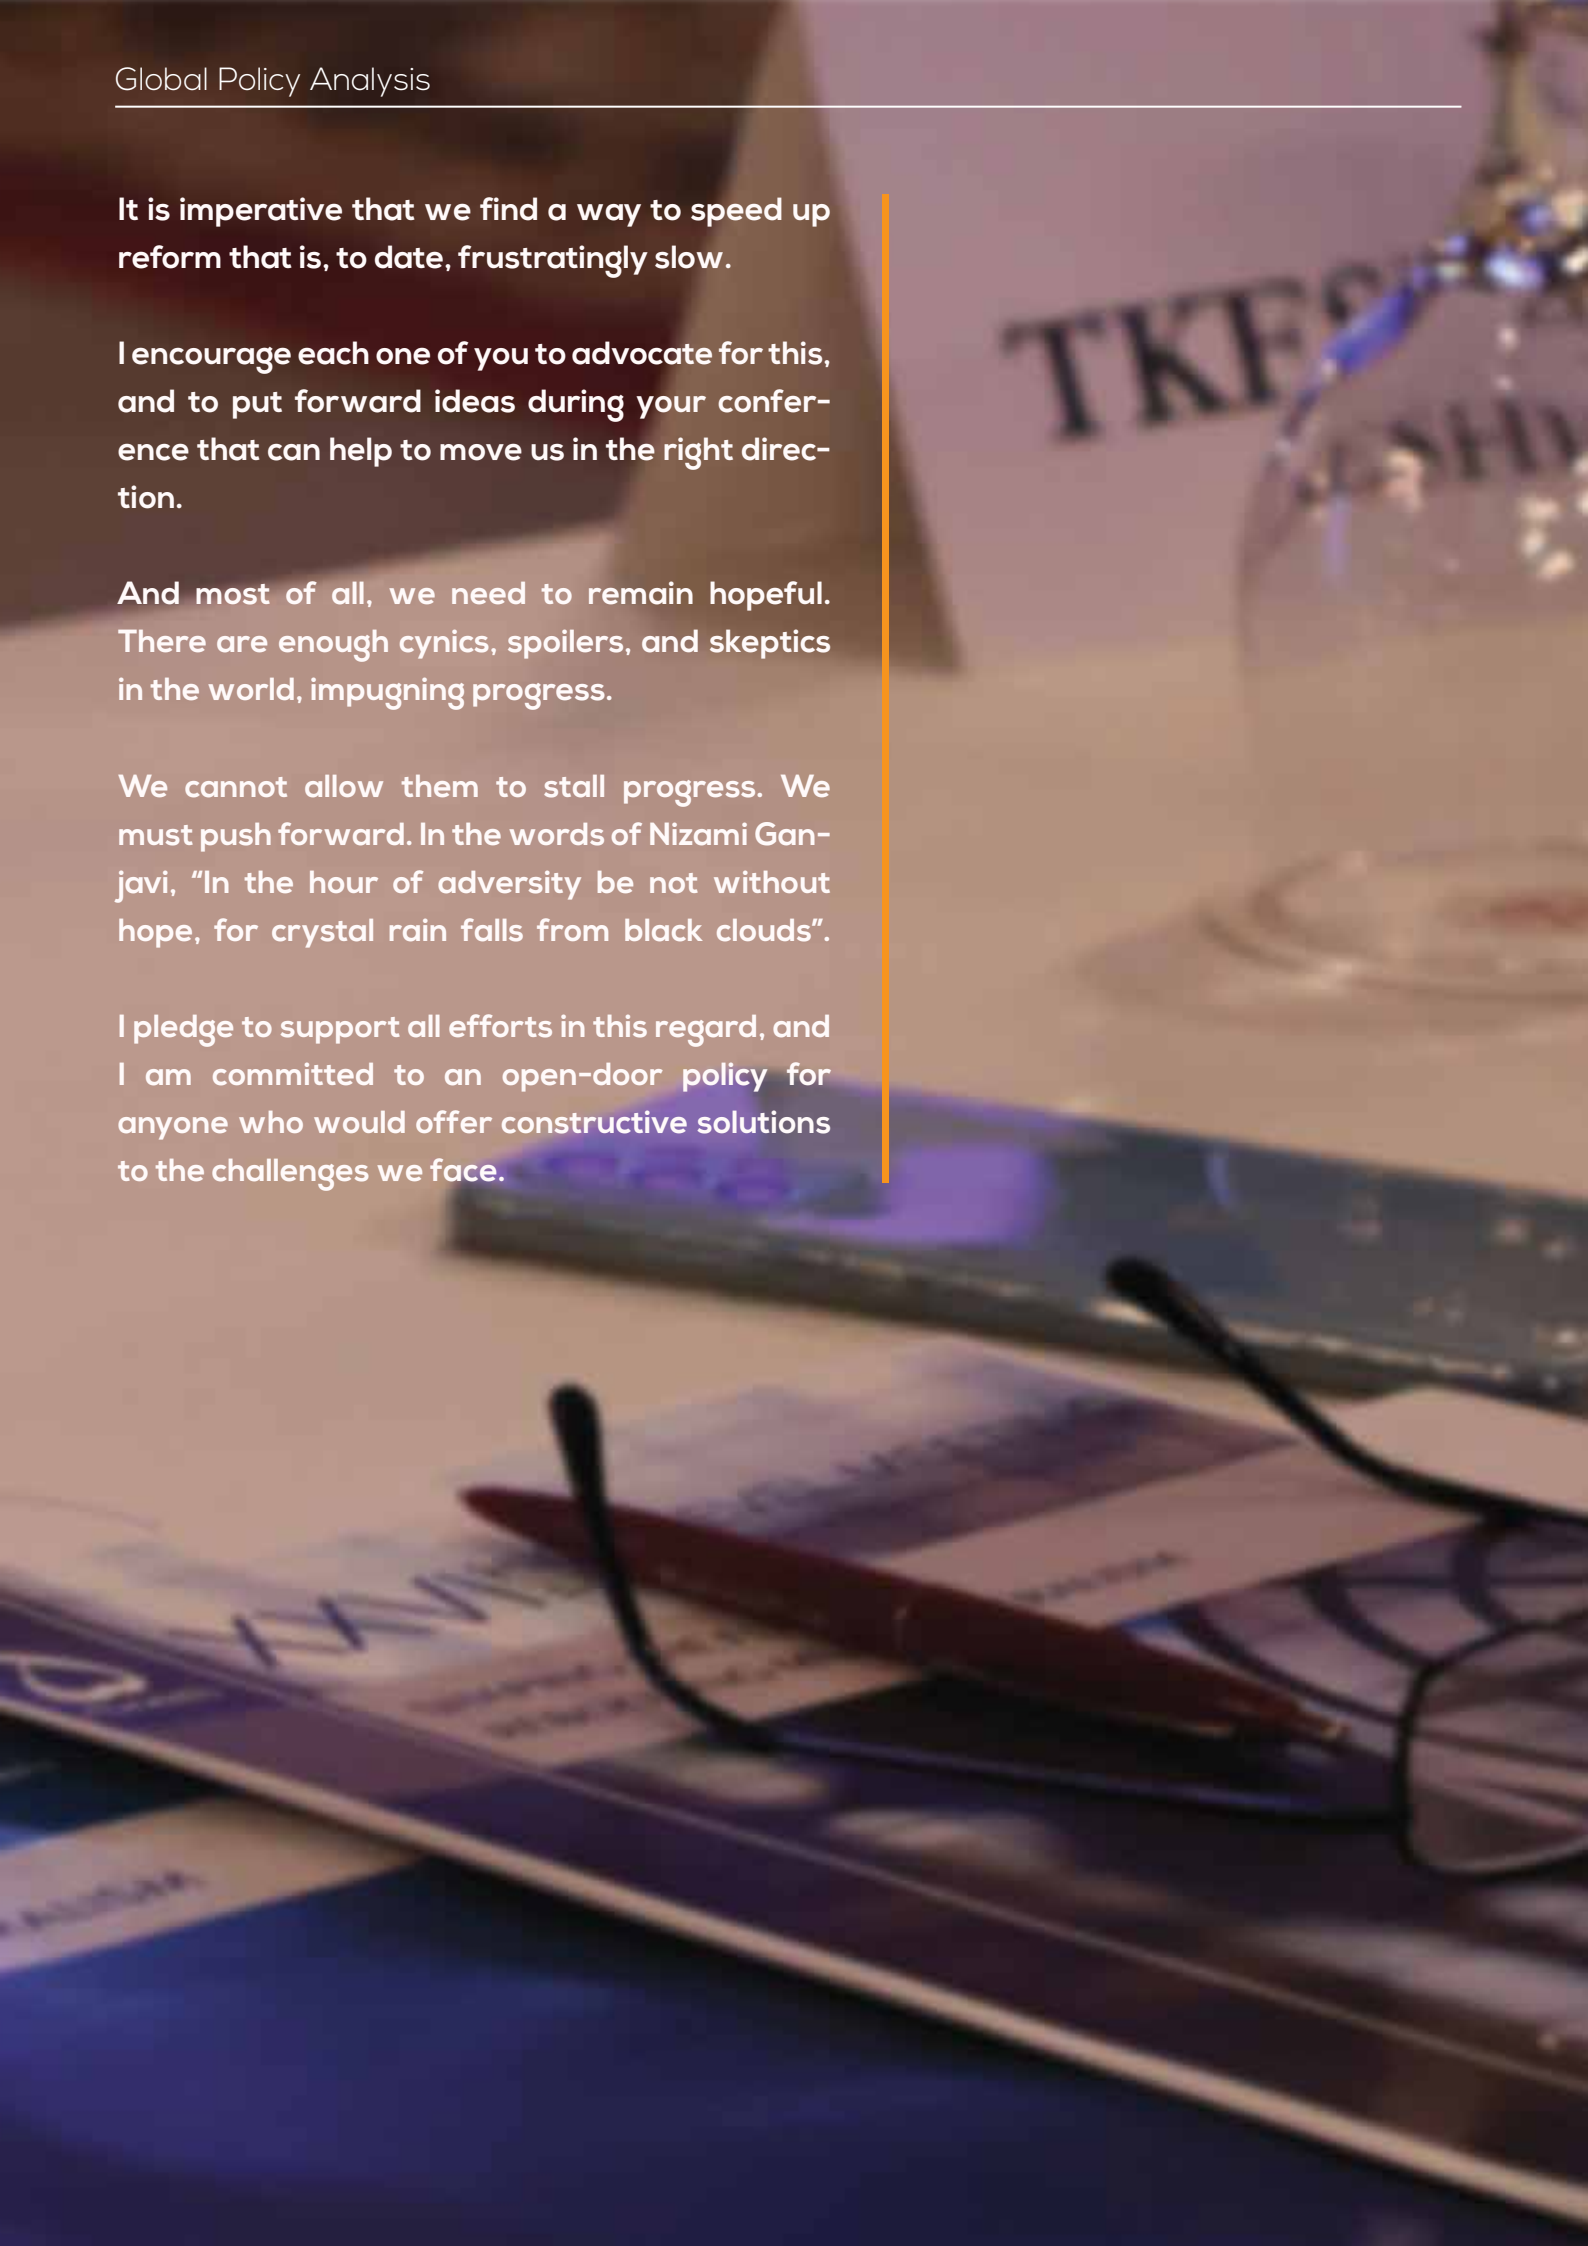 Global Policy Analysis
It is imperative that we find a way to speed up
reform that is, to date, frustratingly slow.
I encourage each one of you to advocate for this,
and to put forward ideas during your confer-
ence that can help to move us in the right direc-
tion.
And most of all, we need to remain hopeful.
There are enough cynics, spoilers, and skeptics
in the world, impugning progress.
We cannot allow them to stall progress. We
must push forward. In the words of Nizami Gan-
javi, “In the hour of adversity be not without
hope, for crystal rain falls from black clouds”.
I pledge to support all efforts in this regard, and
I am committed to an open-door policy for
anyone who would offer constructive solutions
to the challenges we face.